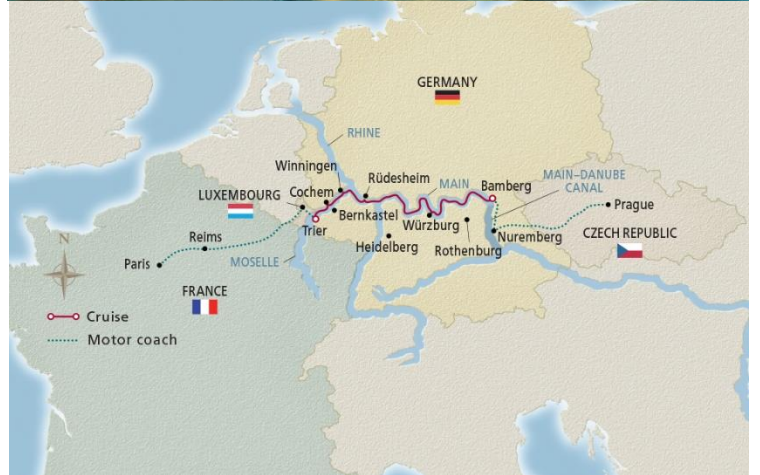 GERMANY
RHINE
Winningen
Rüdesheim
MAIN
Bamberg
MAIN–DANUBE
CANAL
LUXEMBOURG
Cochem
Bernkastel
Trier
Würzburg
Prague
Heidelberg
Rothenburg
Nuremberg
CZECH REPUBLIC
Reims
Paris
MOSELLE
N
FRANCE
Cruise
Motor coach